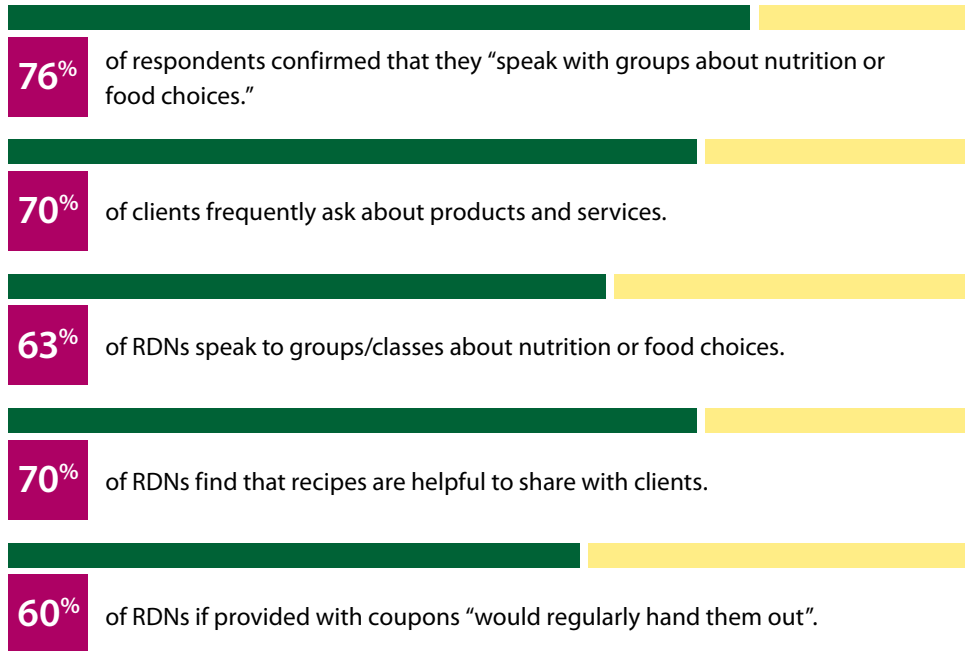 76%
of respondents confirmed that they “speak with groups about nutrition or
food choices.”
70%
of clients frequently ask about products and services.
63%
of RDNs speak to groups/classes about nutrition or food choices.
70%
of RDNs find that recipes are helpful to share with clients.
60%
of RDNs if provided with coupons “would regularly hand them out”.